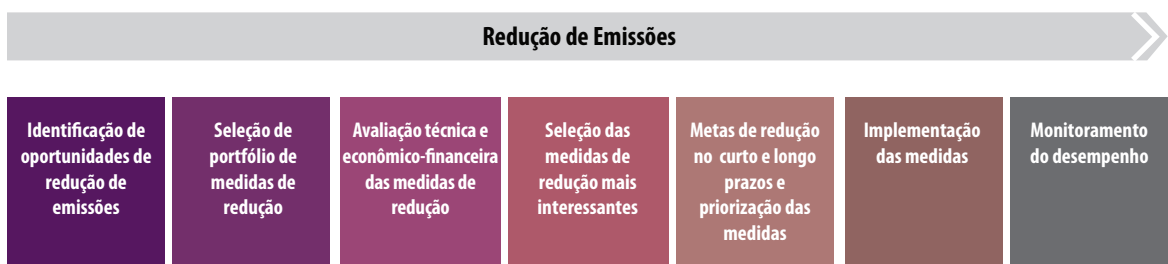 Redução de Emissões
Identificação de
oportunidades de
redução de
emissões
Seleção de
portfólio de
medidas de
redução
Avaliação técnica e
econômico-financeira
das medidas de
redução
Seleção das
medidas de
redução mais
interessantes
Metas de redução
no curto e longo
prazos e
priorização das
medidas
Implementação
das medidas
Monitoramento
do desempenho